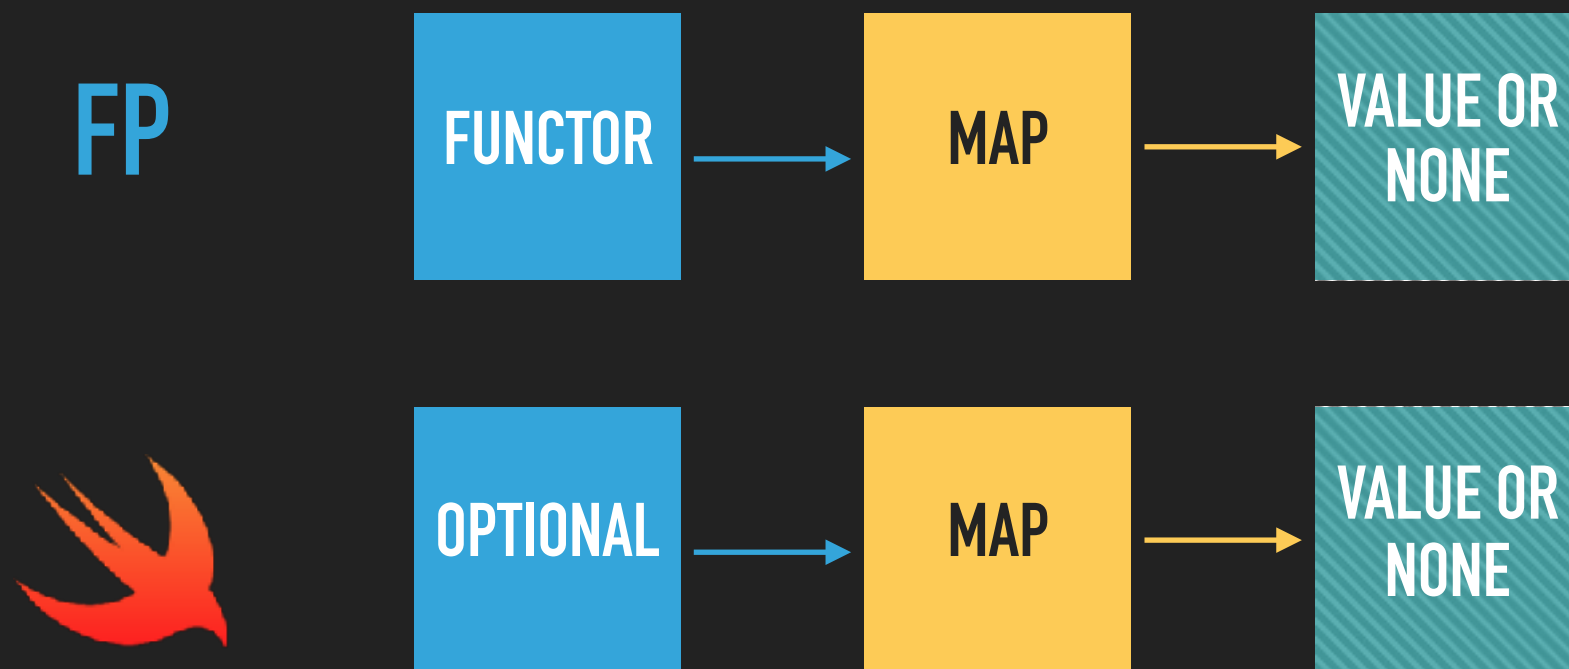 FP
FUNCTOR
MAP
VALUE OR
NONE
OPTIONAL
MAP
VALUE OR
NONE